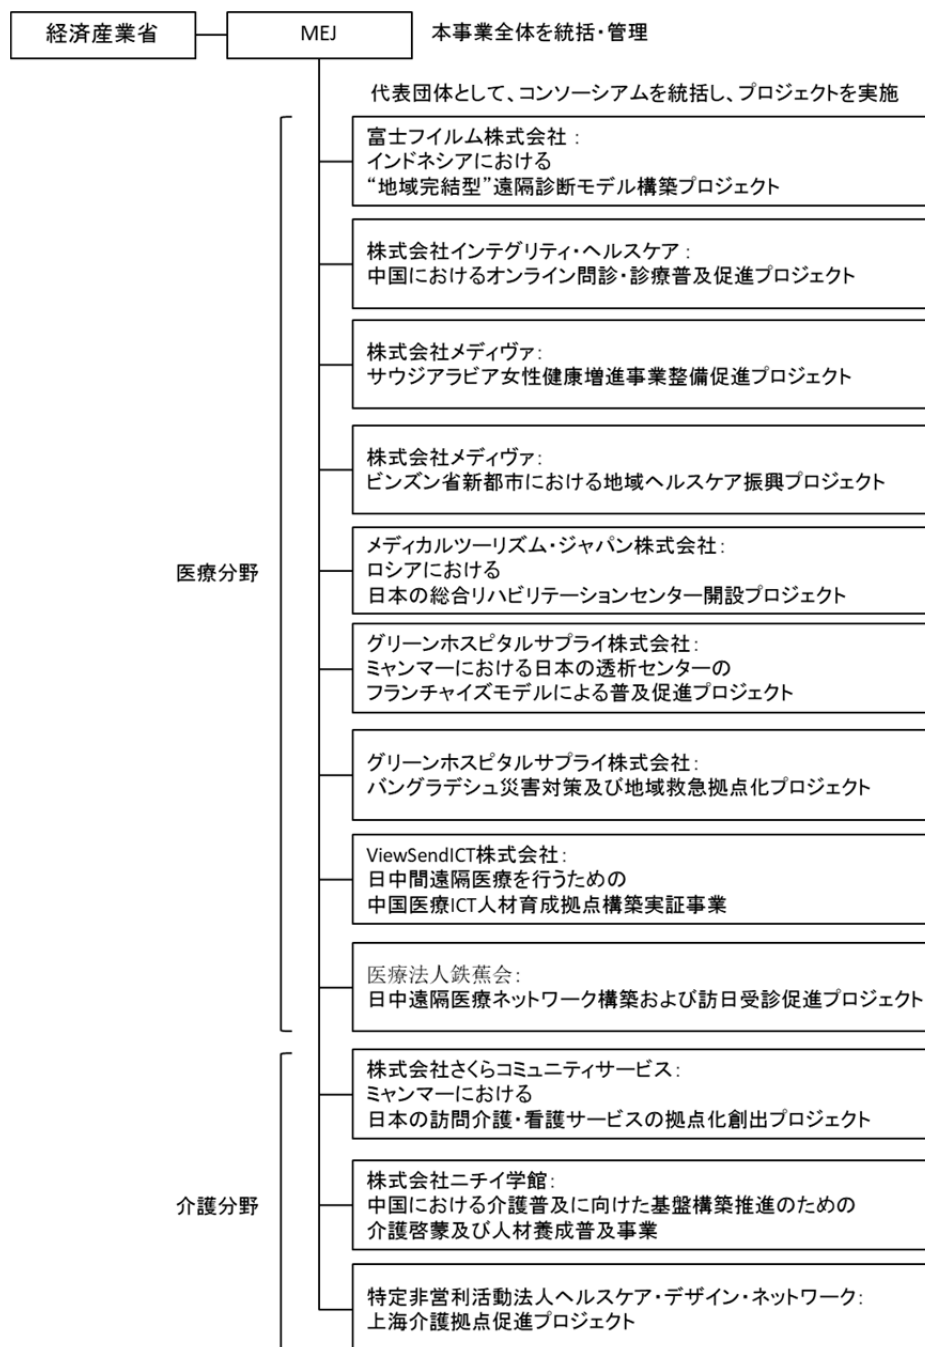 経済産業省
MEJ
本事業全体を統括・管理
代表団体として、コンソーシアムを統括し、プロジェクトを実施
医療分野
富士フイルム株式会社：
インドネシアにおける
“地域完結型”遠隔診断モデル構築プロジェクト
株式会社インテグリティ・ヘルスケア：
中国におけるオンライン問診・診療普及促進プロジェクト
株式会社メディヴァ：
サウジアラビア女性健康増進事業整備促進プロジェクト
株式会社メディヴァ：
ビンズン省新都市における地域ヘルスケア振興プロジェクト
メディカルツーリズム・ジャパン株式会社：
ロシアにおける
日本の総合リハビリテーションセンター開設プロジェクト
グリーンホスピタルサプライ株式会社：
ミャンマーにおける日本の透析センターの
フランチャイズモデルによる普及促進プロジェクト
グリーンホスピタルサプライ株式会社：
バングラデシュ災害対策及び地域救急拠点化プロジェクト
ViewSendICT株式会社：
日中間遠隔医療を行うための
中国医療ICT人材育成拠点構築実証事業
医療法人鉄蕉会：
日中遠隔医療ネットワーク構築および訪日受診促進プロジェクト
介護分野
株式会社さくらコミュニティサービス：
ミャンマーにおける
日本の訪問介護・看護サービスの拠点化創出プロジェクト
株式会社ニチイ学館：
中国における介護普及に向けた基盤構築推進のための
介護啓蒙及び人材養成普及事業
特定非営利活動法人ヘルスケア・デザイン・ネットワーク：
上海介護拠点促進プロジェクト